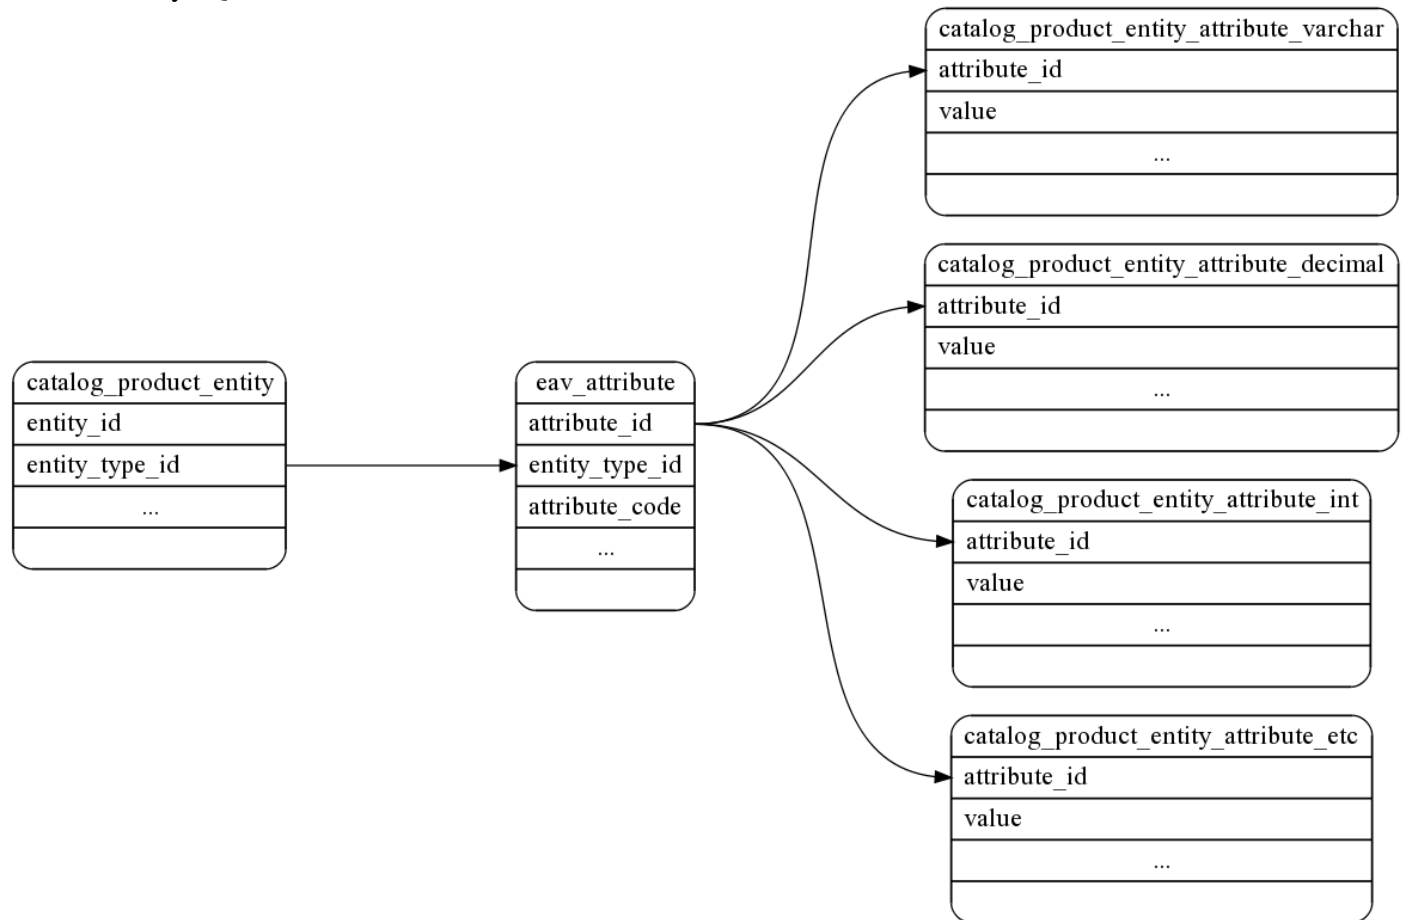 catalog_product_entity
entity_id
entity_type_id
...
eav_attribute
attribute_id
entity_type_id
attribute_code
...
catalog_product_entity_attribute_varchar
attribute_id
value
...
catalog_product_entity_attribute_decimal
attribute_id
value
...
catalog_product_entity_attribute_int
attribute_id
value
...
catalog_product_entity_attribute_etc
attribute_id
value
...